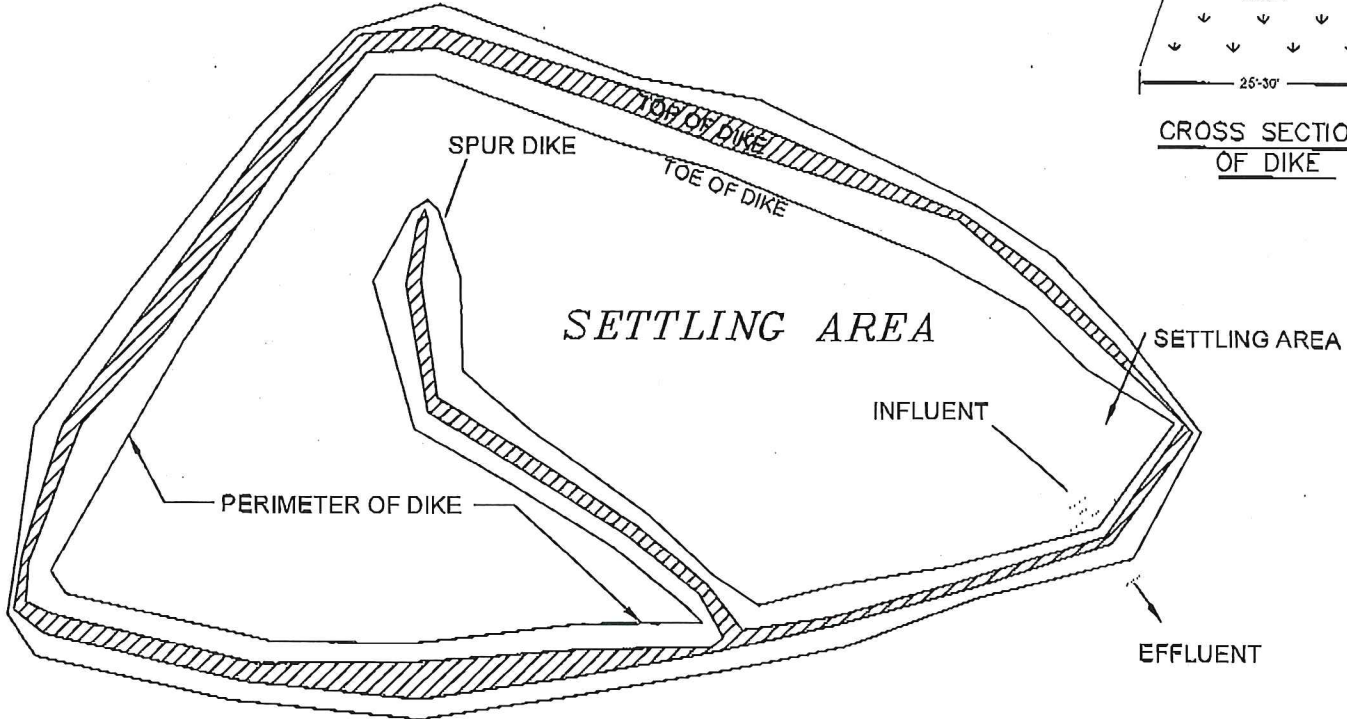 25'-30'
CROSS SECTIO
OF DIKE
TOP OF DIKE
TOE OF DIKE
SPUR DIKE
SETTLING AREA
SETTLING AREA
INFLUENT
PERIMETER OF DIKE
EFFLUENT